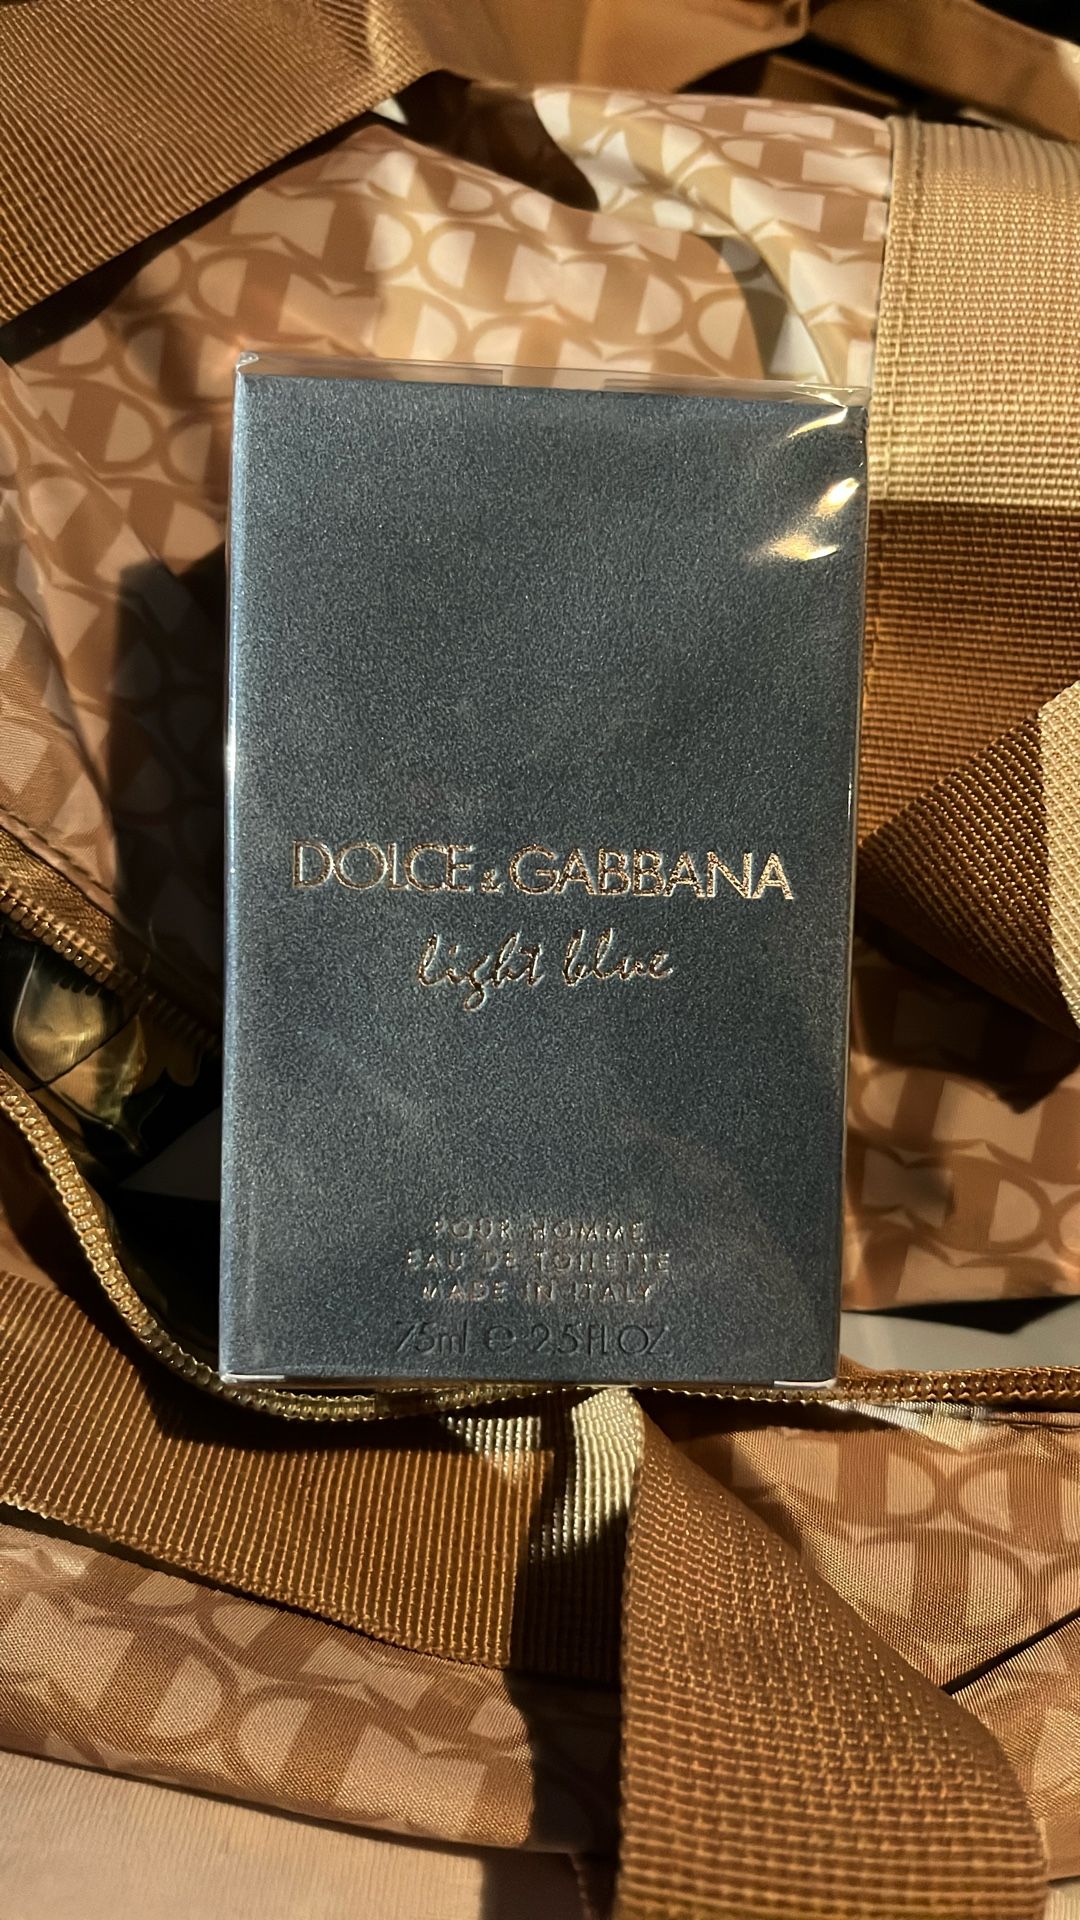 DOLCE & GABBANA
light blue
POUR HOMME
EAU DE TOILETTE
MADE IN ITALY
75ml e 2.5 FL.OZ.